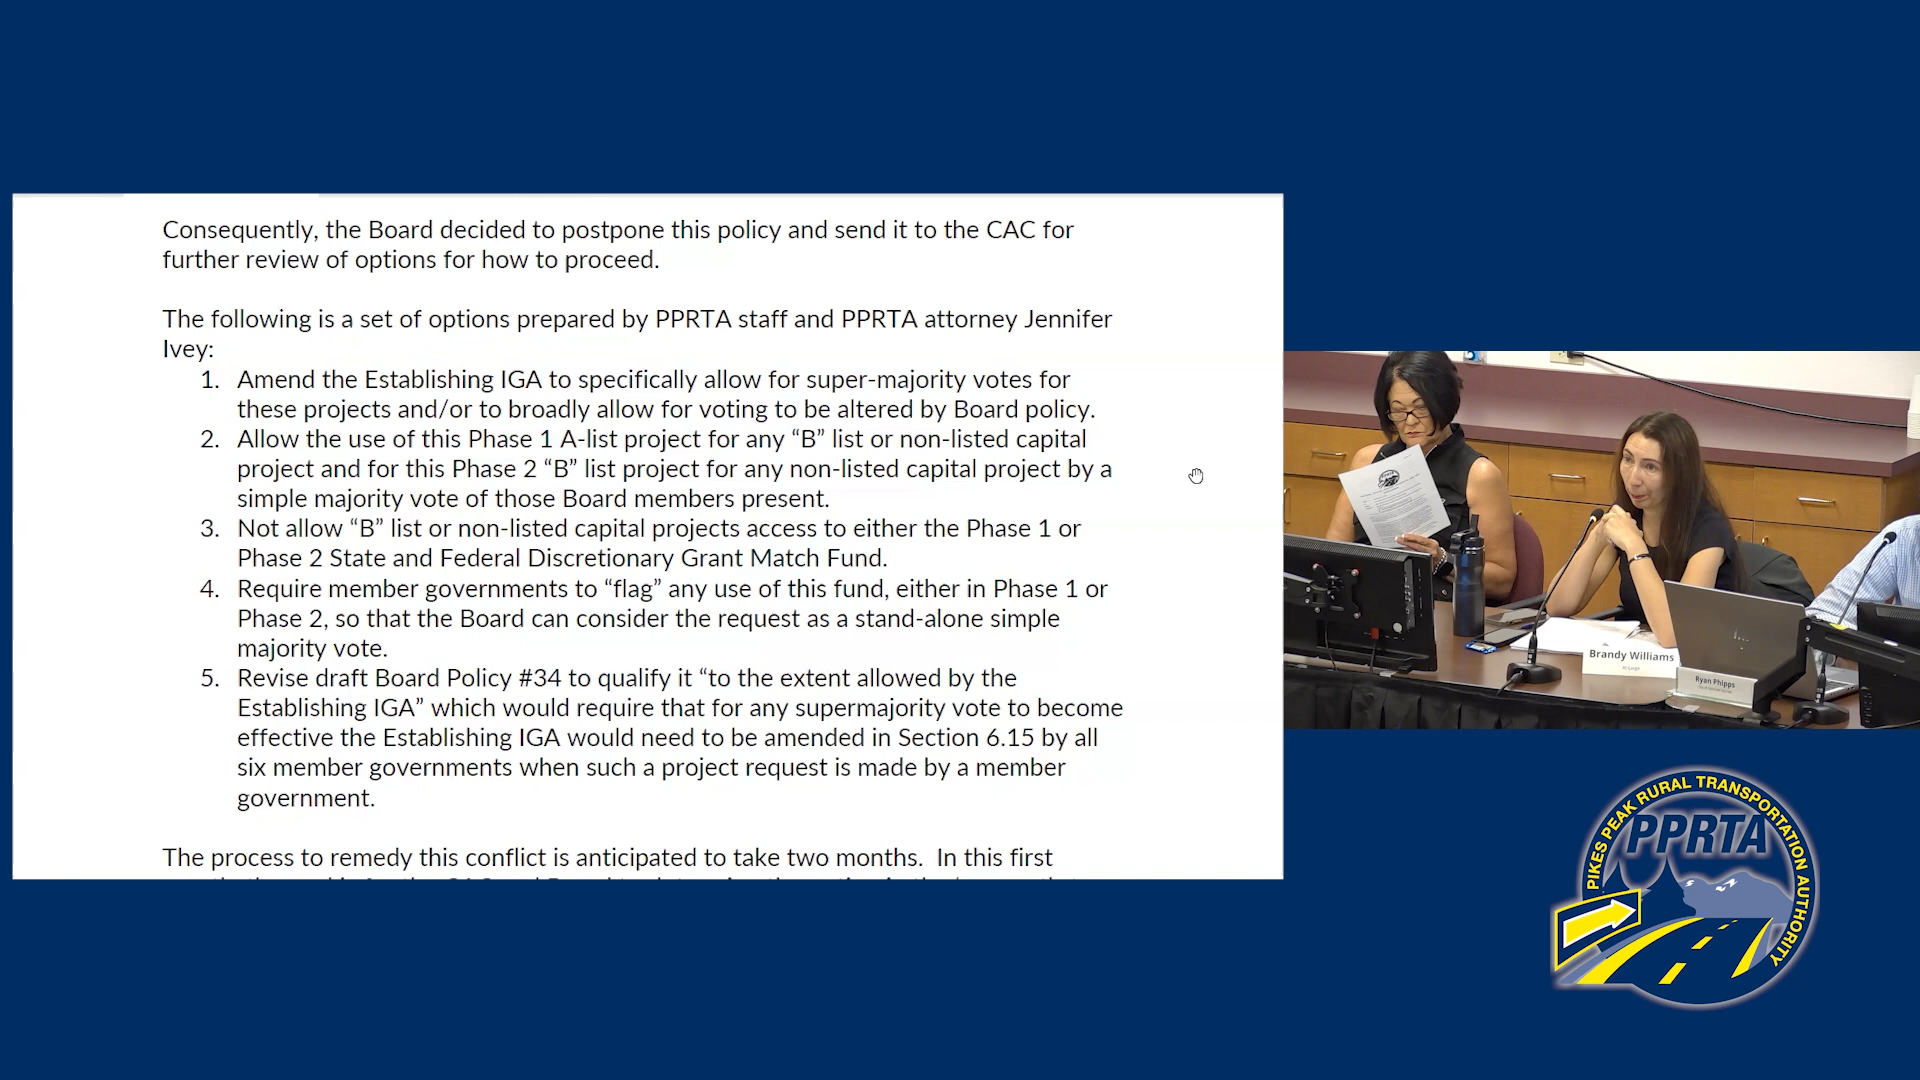 Consequently, the Board decided to postpone this policy and send it to the CAC for
further review of options for how to proceed.
The following is a set of options prepared by PPRTA staff and PPRTA attorney Jennifer
Ivey:
1. Amend the Establishing IGA to specifically allow for super-majority votes for
these projects and/or to broadly allow for voting to be altered by Board policy.
2. Allow the use of this Phase 1 A-list project for any “B” list or non-listed capital
project and for this Phase 2 “B” list project for any non-listed capital project by a
simple majority vote of those Board members present.
3. Not allow “B” list or non-listed capital projects access to either the Phase 1 or
Phase 2 State and Federal Discretionary Grant Match Fund.
4. Require member governments to “flag” any use of this fund, either in Phase 1 or
Phase 2, so that the Board can consider the request as a stand-alone simple
majority vote.
5. Revise draft Board Policy #34 to qualify it “to the extent allowed by the
Establishing IGA” which would require that for any supermajority vote to become
effective the Establishing IGA would need to be amended in Section 6.15 by all
six member governments when such a project request is made by a member
government.
The process to remedy this conflict is anticipated to take two months. In this first
Brandy Williams
Ryan Phipps
PIKES PEAK RURAL TRANSPORTATION AUTHORITY
PPRTA